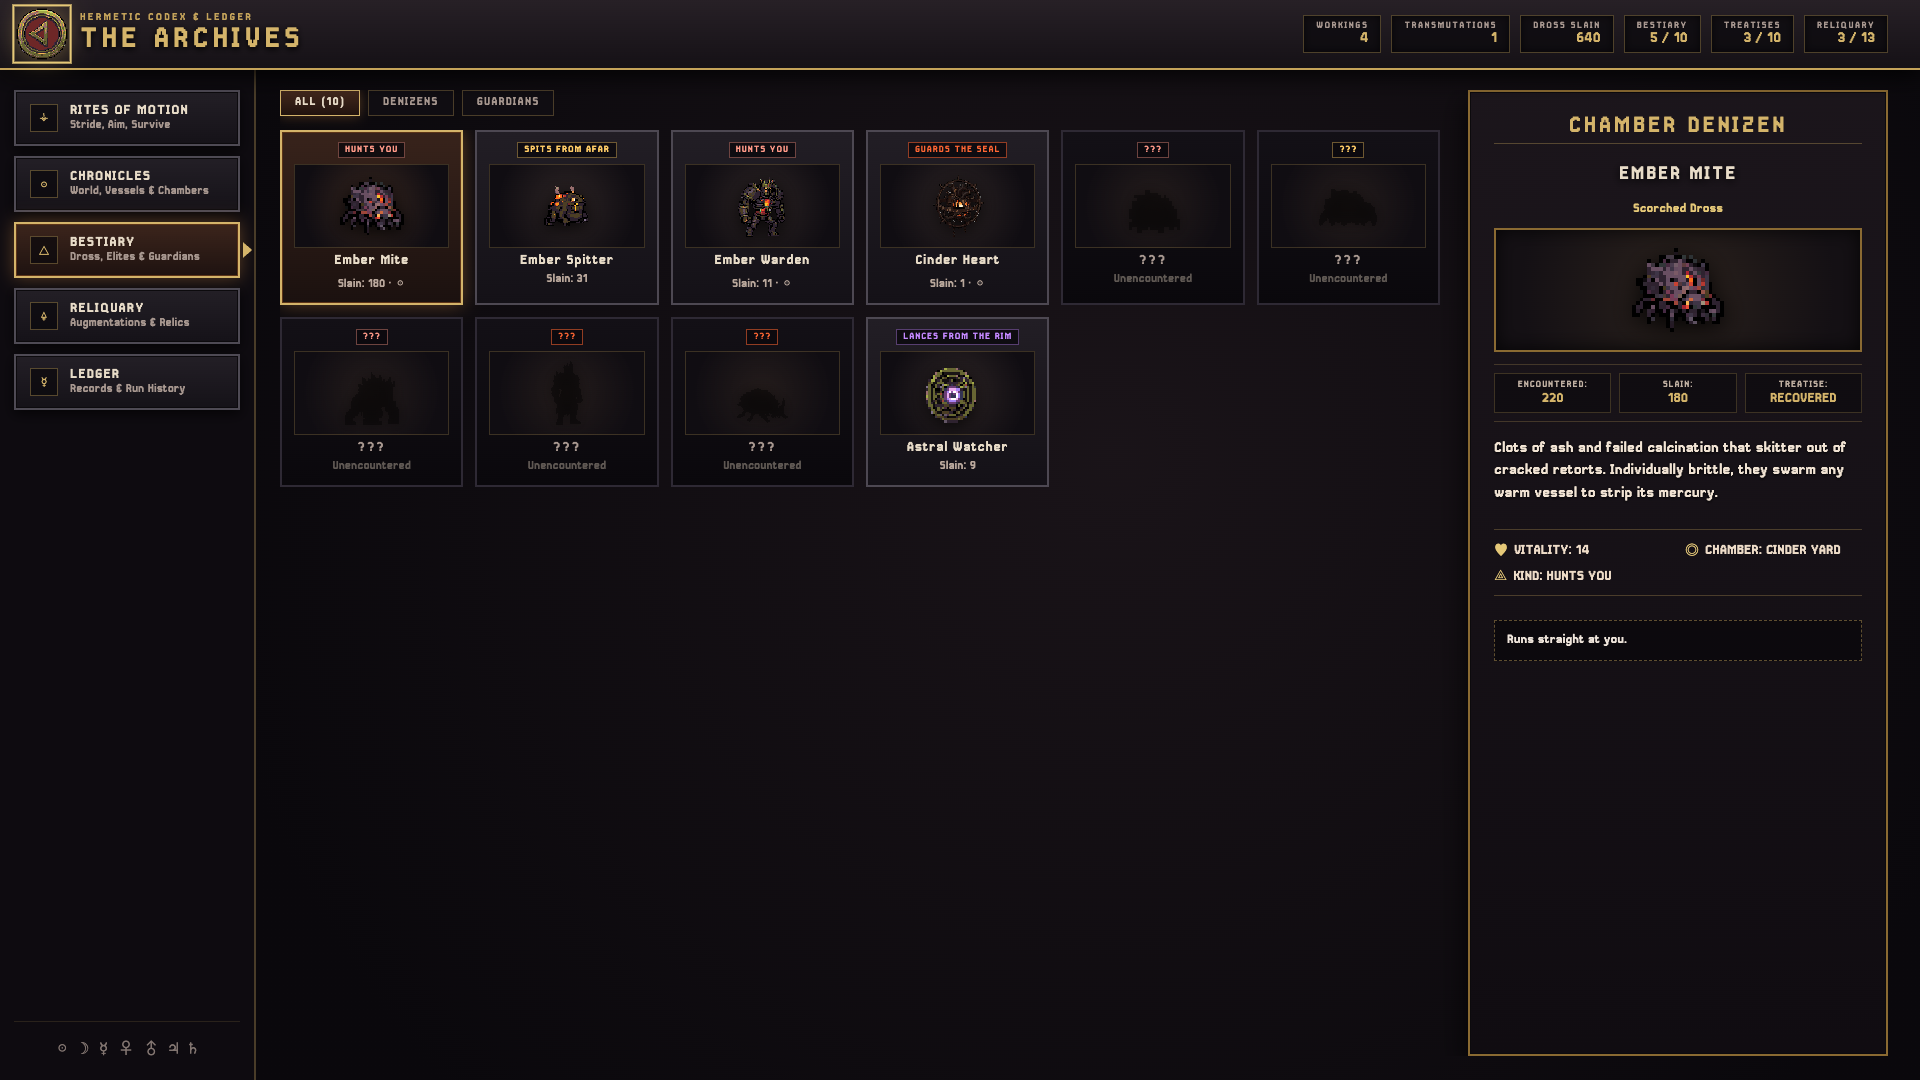 HERMETIC CODEX & LEDGER
THE ARCHIVES
WORKINGS
4
TRANSMUTATIONS
1
DROSS SLAIN
640
BESTIARY
5 / 10
TREATISES
3 / 10
RELIQUARY
3 / 13
RITES OF MOTION
Stride, Aim, Survive
CHRONICLES
World, Vessels & Chambers
BESTIARY
Dross, Elites & Guardians
RELIQUARY
Augmentations & Relics
LEDGER
Records & Run History
☉ ☽ ☿ ♀ ♂ ♃ ♄
ALL (10)
DENIZENS
GUARDIANS
HUNTS YOU
Ember Mite
Slain: 180 · ☉
SPITS FROM AFAR
Ember Spitter
Slain: 31
HUNTS YOU
Ember Warden
Slain: 11 · ☉
GUARDS THE SEAL
Cinder Heart
Slain: 1 · ☉
???
???
Unencountered
???
???
Unencountered
???
???
Unencountered
???
???
Unencountered
???
???
Unencountered
LANCES FROM THE RIM
Astral Watcher
Slain: 9
CHAMBER DENIZEN
EMBER MITE
Scorched Dross
ENCOUNTERED:
220
SLAIN:
180
TREATISE:
RECOVERED
Clots of ash and failed calcination that skitter out of
cracked retorts. Individually brittle, they swarm any
warm vessel to strip its mercury.
VITALITY: 14
CHAMBER: CINDER YARD
KIND: HUNTS YOU
Runs straight at you.